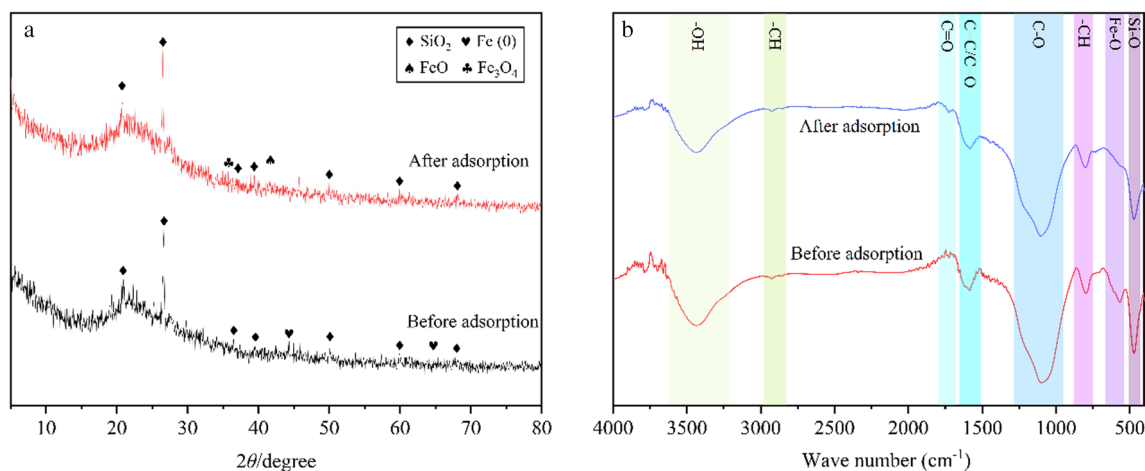 a
♦ SiO₂ ♥ Fe (0)
♠ FeO ♣ Fe₃O₄
After adsorption
Before adsorption
10 20 30 40 50 60 70 80
2θ/degree
b
-OH
-CH
C=O
C C/C O
C-O
-CH
Fe-O
Si-O
After adsorption
Before adsorption
4000 3500 3000 2500 2000 1500 1000 500
Wave number (cm⁻¹)